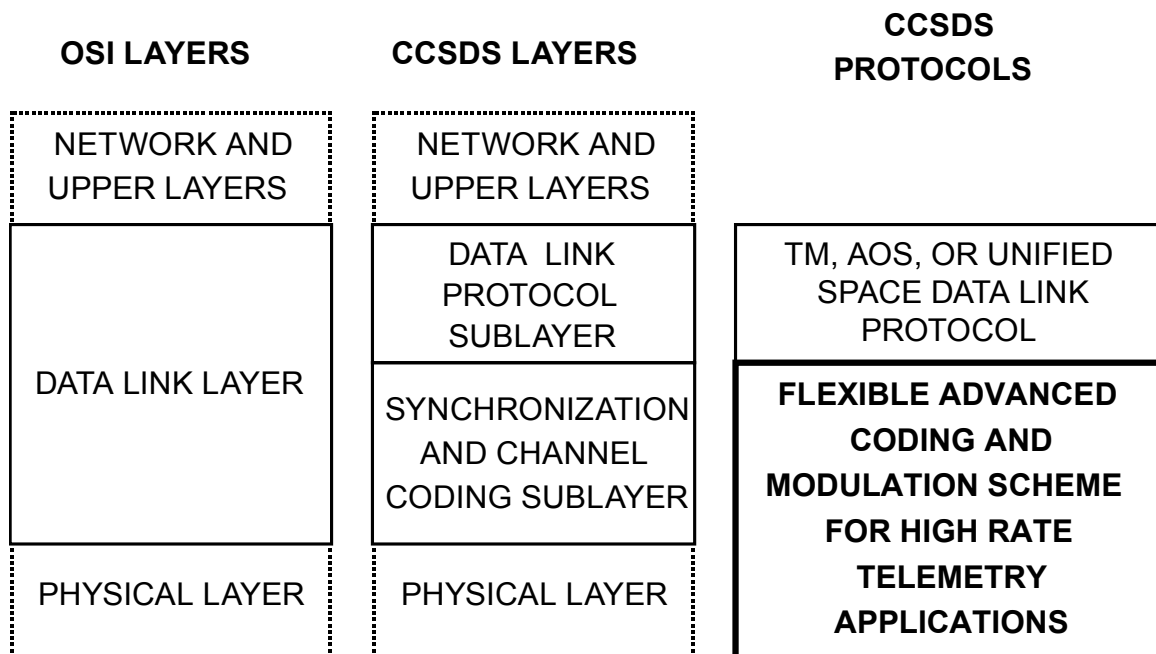 OSI LAYERS
CCSDS LAYERS
CCSDS
PROTOCOLS
NETWORK AND
UPPER LAYERS
NETWORK AND
UPPER LAYERS
DATA LINK LAYER
DATA LINK
PROTOCOL
SUBLAYER
TM, AOS, OR UNIFIED
SPACE DATA LINK
PROTOCOL
SYNCHRONIZATION
AND CHANNEL
CODING SUBLAYER
FLEXIBLE ADVANCED
CODING AND
MODULATION SCHEME
FOR HIGH RATE
TELEMETRY
APPLICATIONS
PHYSICAL LAYER
PHYSICAL LAYER